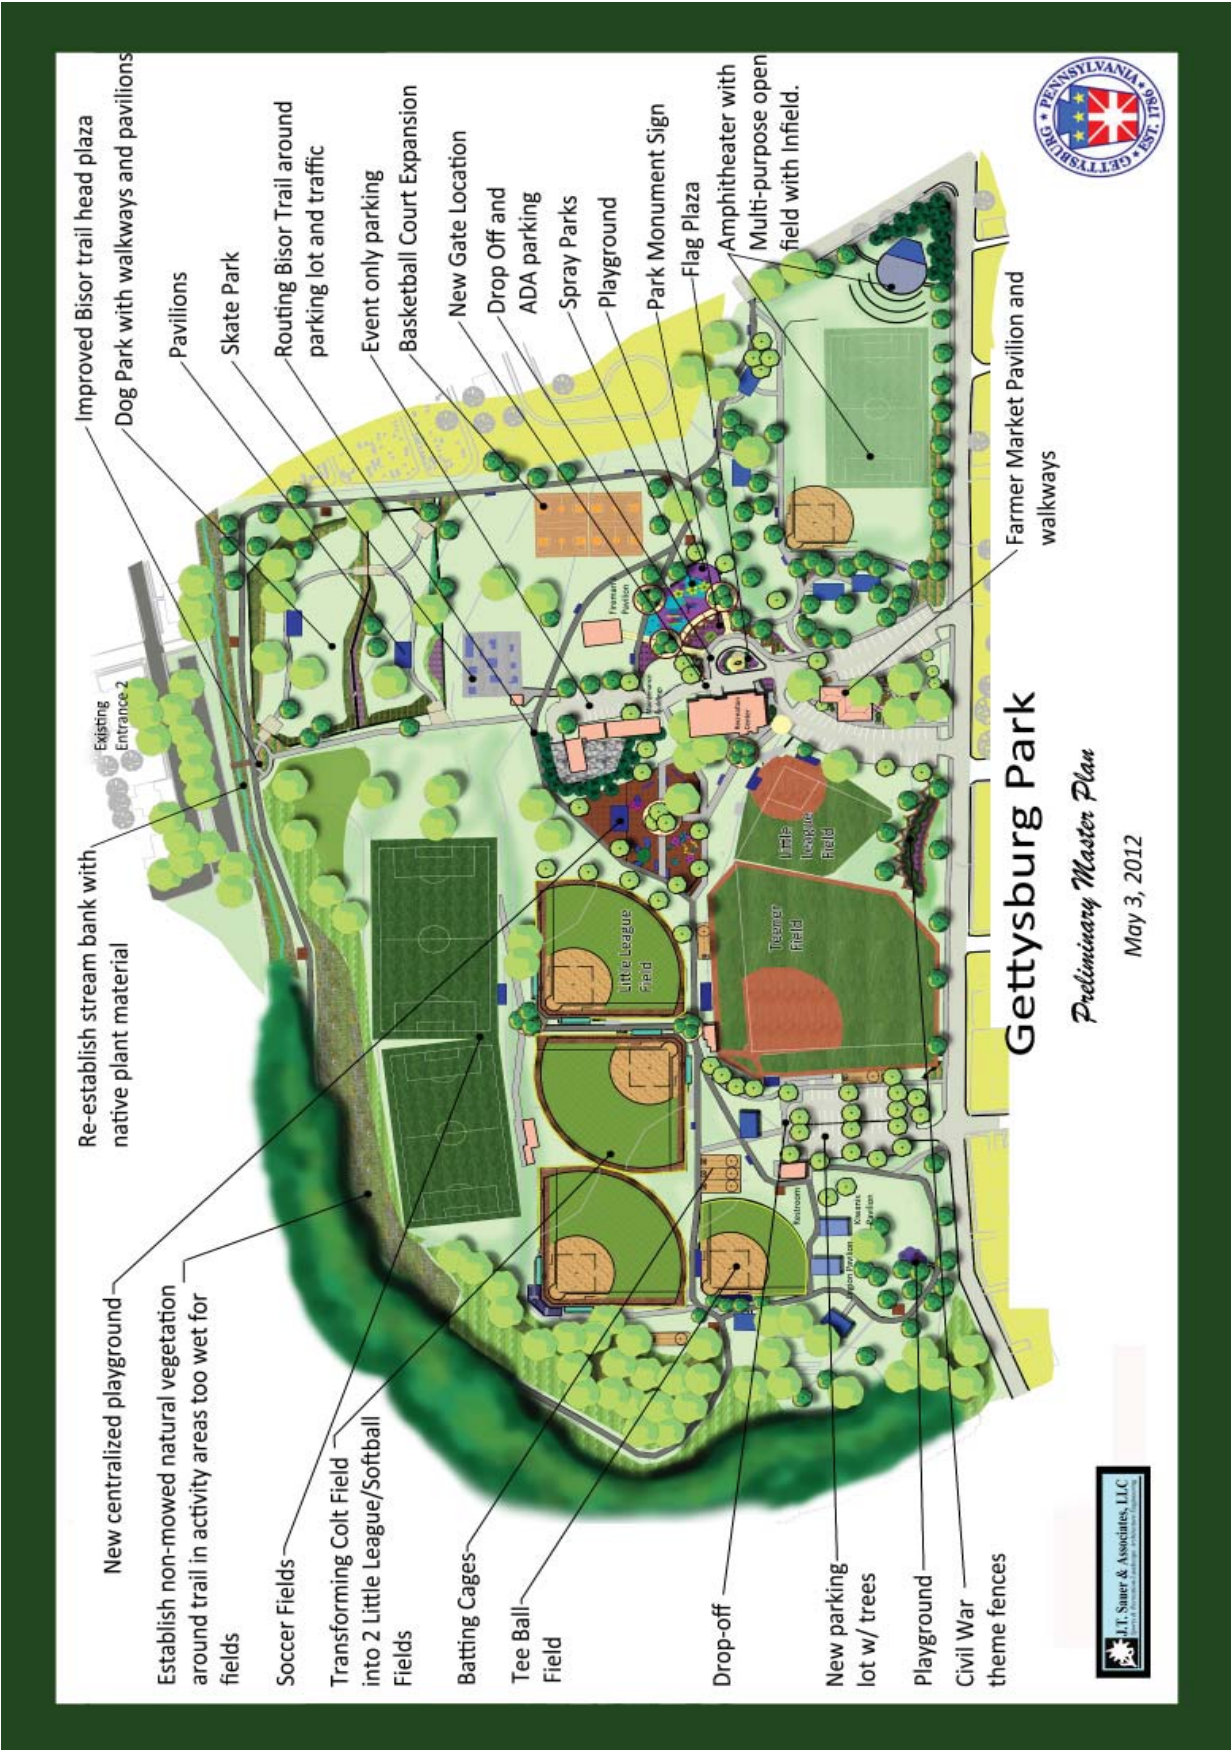 Re-establish stream bank with
native plant material
New centralized playground
Establish non-mowed natural vegetation
around trail in activity areas too wet for
fields
Soccer Fields
Transforming Colt Field
into 2 Little League/Softball
Fields
Batting Cages
Tee Ball
Field
Drop-off
New parking
lot w/ trees
Playground
Civil War
theme fences
Improved Bisor trail head plaza
Dog Park with walkways and pavilions
Pavilions
Skate Park
Routing Bisor Trail around
parking lot and traffic
Event only parking
Basketball Court Expansion
New Gate Location
Drop Off and
ADA parking
Spray Parks
Playground
Park Monument Sign
Flag Plaza
Amphitheater with
Multi-purpose open
field with Infield.
Farmer Market Pavilion and
walkways
Existing
Entrance 2
Fireman's
Pavilion
Maintenance
Buildings
Recreation
Center
Little
League
Field
Little League
Field
Teener
Field
Restroom
Kiwanis
Pavilion
Pavilion
Gettysburg Park
Preliminary Master Plan
May 3, 2012
GETTYSBURG ★ PENNSYLVANIA ★ EST. 1786
J.T. Sauer & Associates, LLC